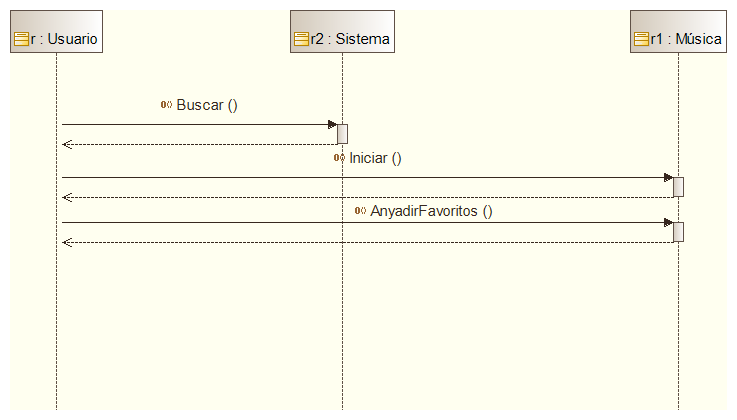 r : Usuario
r2 : Sistema
r1 : Música
Buscar ()
Iniciar ()
AnyadirFavoritos ()